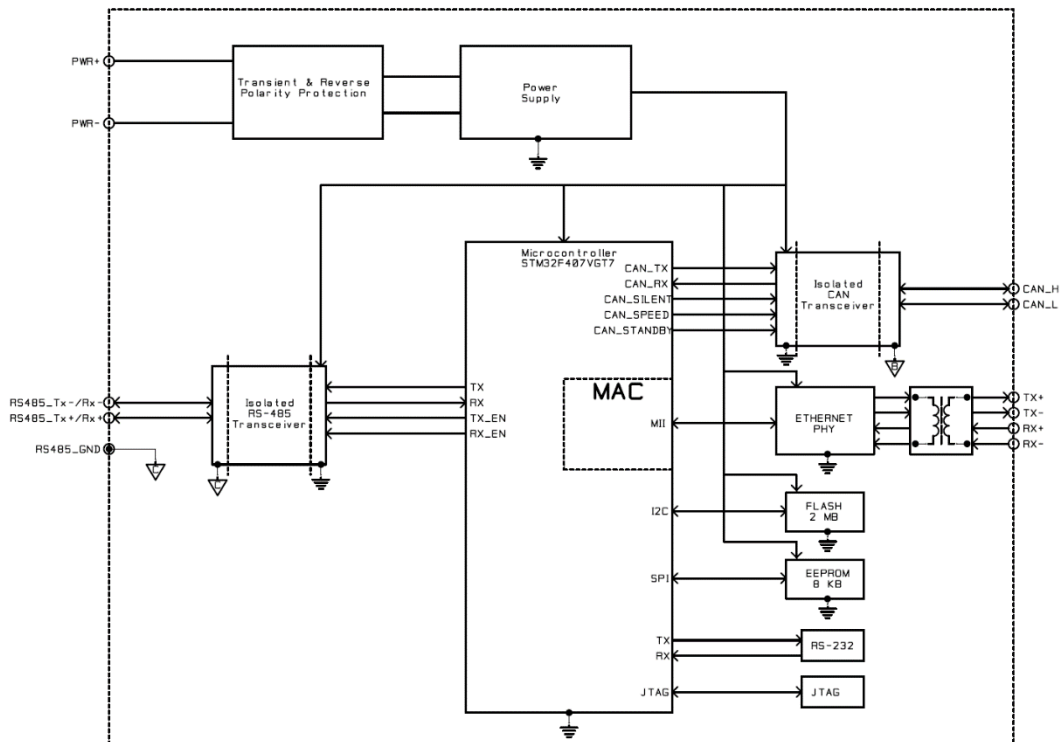 PWR+
PWR-
Transient & Reverse
Polarity Protection
Power
Supply
Microcontroller
STM32F407VGT7
CAN_TX
CAN_RX
CAN_SILENT
CAN_SPEED
CAN_STANDBY
Isolated
CAN
Transceiver
CAN_H
CAN_L
B
RS485_Tx-/Rx-
RS485_Tx+/Rx+
RS485_GND
C
Isolated
RS-485
Transceiver
C
TX
RX
TX_EN
RX_EN
MAC
MII
ETHERNET
PHY
TX+
TX-
RX+
RX-
I2C
FLASH
2 MB
SPI
EEPROM
8 KB
TX
RX
RS-232
JTAG
JTAG